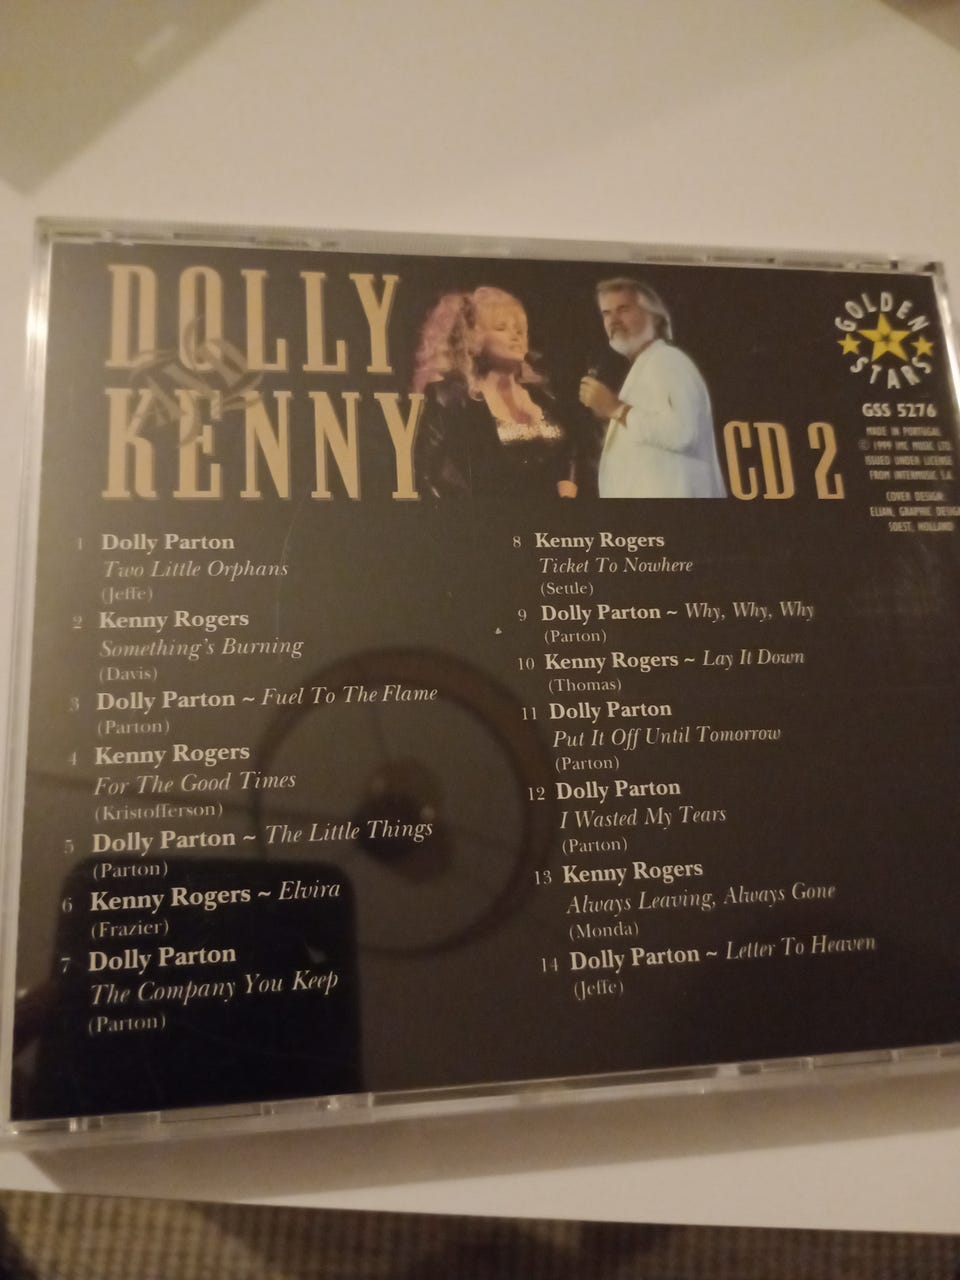 DOLLY
AND
KENNY
CD 2
GOLDEN
STARS
GSS 5276
MADE IN PORTUGAL
© 1999 IMC MUSIC LTD
ISSUED UNDER LICENSE
FROM INTERMUSIC S.A.
COVER DESIGN:
ELIAN, GRAPHIC DESIGN
SOEST, HOLLAND
1 Dolly Parton
Two Little Orphans
(Jeffe)
2 Kenny Rogers
Something's Burning
(Davis)
3 Dolly Parton ~ Fuel To The Flame
(Parton)
4 Kenny Rogers
For The Good Times
(Kristofferson)
5 Dolly Parton ~ The Little Things
(Parton)
6 Kenny Rogers ~ Elvira
(Frazier)
7 Dolly Parton
The Company You Keep
(Parton)
8 Kenny Rogers
Ticket To Nowhere
(Settle)
9 Dolly Parton ~ Why, Why, Why
(Parton)
10 Kenny Rogers ~ Lay It Down
(Thomas)
11 Dolly Parton
Put It Off Until Tomorrow
(Parton)
12 Dolly Parton
I Wasted My Tears
(Parton)
13 Kenny Rogers
Always Leaving, Always Gone
(Monda)
14 Dolly Parton ~ Letter To Heaven
(Jeffe)